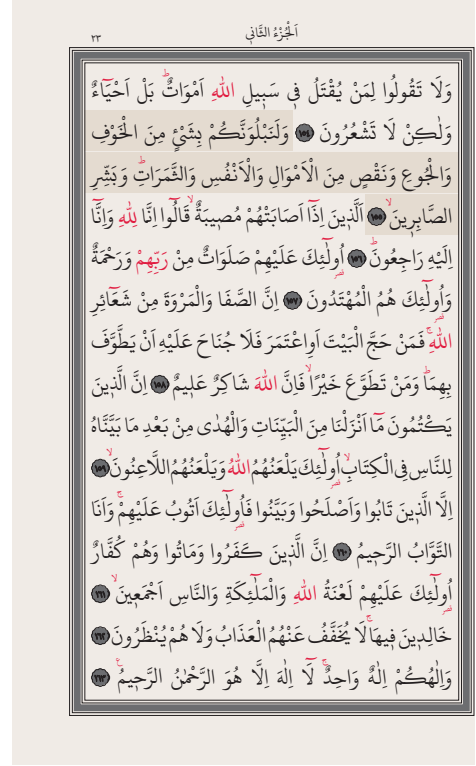 اَلْجُزْءُ الثَّانٖي
٢٣
وَلَا تَقُولُوا لِمَنْ يُقْتَلُ فٖي سَبٖيلِ اللّٰهِ اَمْوَاتٌؕ بَلْ اَحْيَٓاءٌ
وَلٰكِنْ لَا تَشْعُرُونَ ﴿١٥٤﴾ وَلَنَبْلُوَنَّكُمْ بِشَيْءٍ مِنَ الْخَوْفِ
وَالْجُوعِ وَنَقْصٍ مِنَ الْاَمْوَالِ وَالْاَنْفُسِ وَالثَّمَرَاتِؕ وَبَشِّرِ
الصَّابِرٖينَۙ ﴿١٥٥﴾ اَلَّذٖينَ اِذَٓا اَصَابَتْهُمْ مُصٖيبَةٌۙ قَالُٓوا اِنَّا لِلّٰهِ وَاِنَّٓا
اِلَيْهِ رَاجِعُونَؕ ﴿١٥٦﴾ اُولٰٓئِكَ عَلَيْهِمْ صَلَوَاتٌ مِنْ رَبِّهِمْ وَرَحْمَةٌ
وَاُولٰٓئِكَ هُمُ الْمُهْتَدُونَ ﴿١٥٧﴾ اِنَّ الصَّفَا وَالْمَرْوَةَ مِنْ شَعَٓائِرِ
اللّٰهِۚ فَمَنْ حَجَّ الْبَيْتَ اَوِ اعْتَمَرَ فَلَا جُنَاحَ عَلَيْهِ اَنْ يَطَّوَّفَ
بِهِمَاؕ وَمَنْ تَطَوَّعَ خَيْرًاۙ فَاِنَّ اللّٰهَ شَاكِرٌ عَلٖيمٌ ﴿١٥٨﴾ اِنَّ الَّذٖينَ
يَكْتُمُونَ مَٓا اَنْزَلْنَا مِنَ الْبَيِّنَاتِ وَالْهُدٰى مِنْ بَعْدِ مَا بَيَّنَّاهُ
لِلنَّاسِ فِي الْكِتَابِۙ اُولٰٓئِكَ يَلْعَنُهُمُ اللّٰهُ وَيَلْعَنُهُمُ اللَّاعِنُونَۙ ﴿١٥٩﴾
اِلَّا الَّذٖينَ تَابُوا وَاَصْلَحُوا وَبَيَّنُوا فَاُولٰٓئِكَ اَتُوبُ عَلَيْهِمْۚ وَاَنَا
التَّوَّابُ الرَّحٖيمُ ﴿١٦٠﴾ اِنَّ الَّذٖينَ كَفَرُوا وَمَاتُوا وَهُمْ كُفَّارٌ
اُولٰٓئِكَ عَلَيْهِمْ لَعْنَةُ اللّٰهِ وَالْمَلٰٓئِكَةِ وَالنَّاسِ اَجْمَعٖينَۙ ﴿١٦١﴾
خَالِدٖينَ فٖيهَاۚ لَا يُخَفَّفُ عَنْهُمُ الْعَذَابُ وَلَا هُمْ يُنْظَرُونَ ﴿١٦٢﴾
وَاِلٰهُكُمْ اِلٰهٌ وَاحِدٌۚ لَٓا اِلٰهَ اِلَّا هُوَ الرَّحْمٰنُ الرَّحٖيمُ۟ ﴿١٦٣﴾